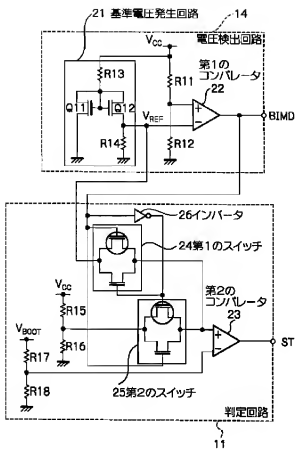 21 基準電圧発生回路
14
電圧検出回路
VCC
R13
R11
第1の
コンパレータ
22
Q11
Q12
VREF
BIMD
R14
R12
26インバータ
24第1のスイッチ
VCC
R15
第2の
コンパレータ
23
VBOOT
R17
R16
ST
R18
25第2のスイッチ
判定回路
11